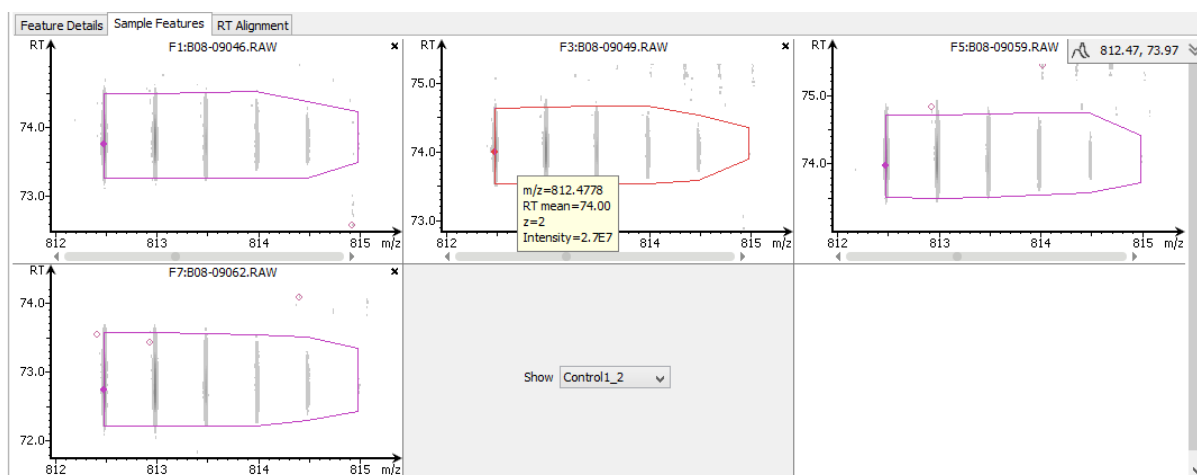 Feature Details Sample Features RT Alignment
RT F1:B08-09046.RAW ×
74.0
73.0
812 813 814 815 m/z
RT F3:B08-09049.RAW ×
75.0
74.0
73.0
m/z=812.4778
RT mean=74.00
z=2
Intensity=2.7E7
812 814 815 m/z
RT F5:B08-09059.RAW
812.47, 73.97
75.0
74.0
812 813 814 815 m/z
RT F7:B08-09062.RAW ×
74.0
73.0
72.0
812 813 814 815 m/z
Show Control1_2